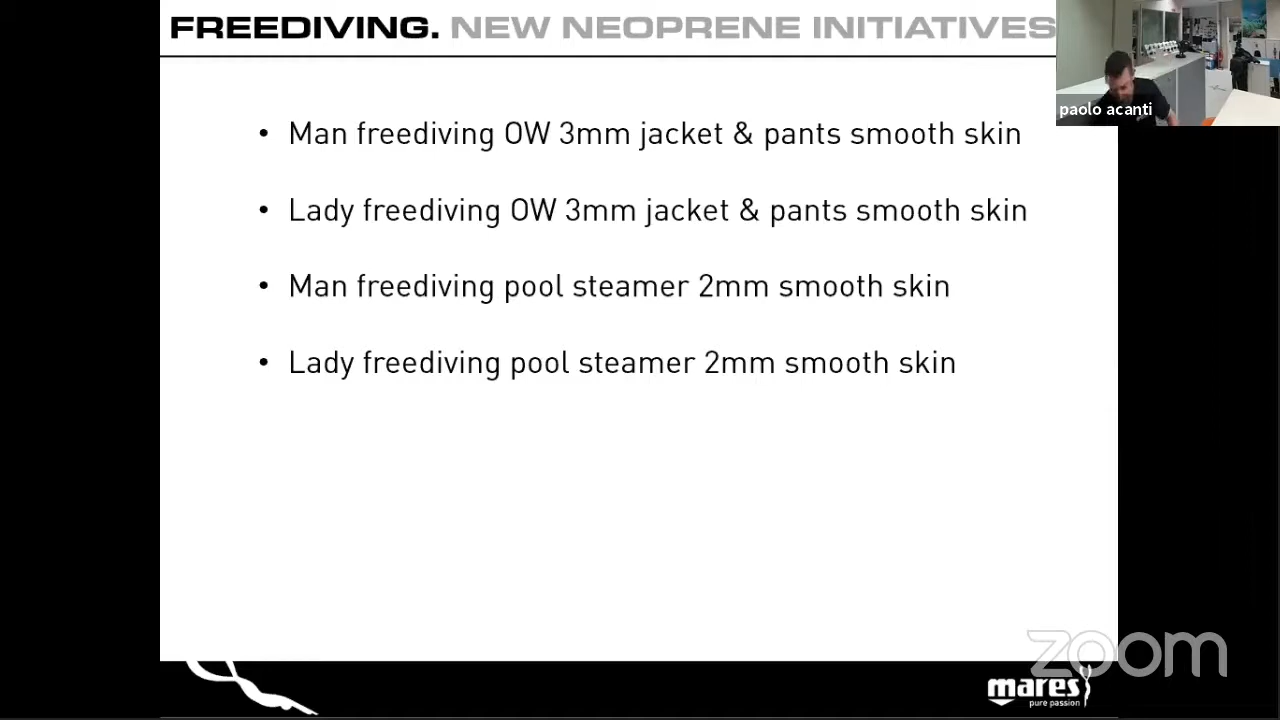 FREEDIVING. NEW NEOPRENE INITIATIVES
paolo acanti
• Man freediving OW 3mm jacket & pants smooth skin
• Lady freediving OW 3mm jacket & pants smooth skin
• Man freediving pool steamer 2mm smooth skin
• Lady freediving pool steamer 2mm smooth skin
zoom
mares
pure passion